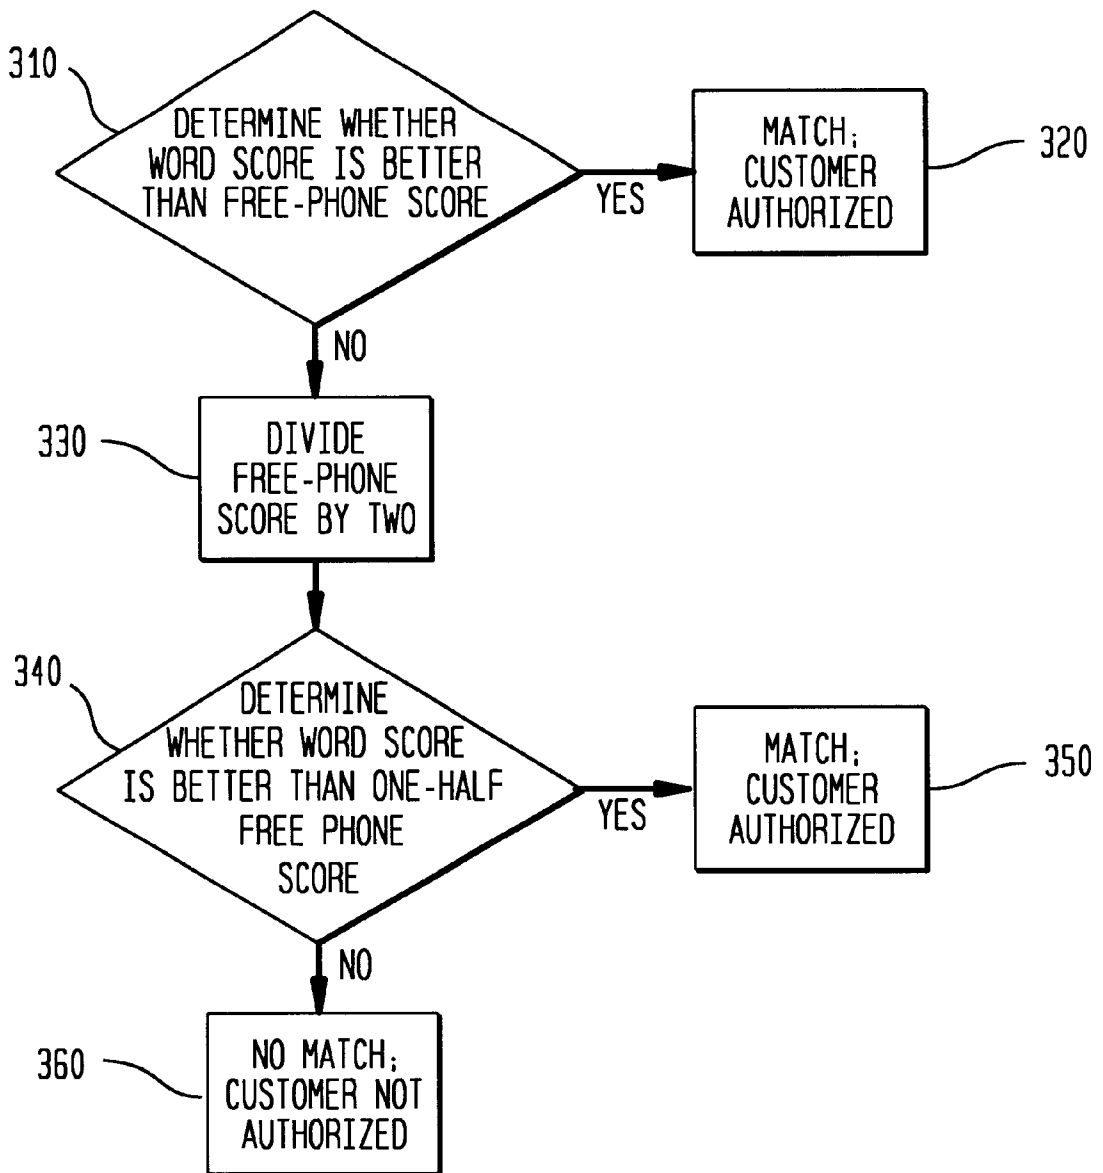 310
DETERMINE WHETHER
WORD SCORE IS BETTER
THAN FREE-PHONE SCORE
YES
MATCH;
CUSTOMER
AUTHORIZED
320
NO
330
DIVIDE
FREE-PHONE
SCORE BY TWO
340
DETERMINE
WHETHER WORD SCORE
IS BETTER THAN ONE-HALF
FREE PHONE
SCORE
YES
MATCH;
CUSTOMER
AUTHORIZED
350
NO
360
NO MATCH;
CUSTOMER NOT
AUTHORIZED